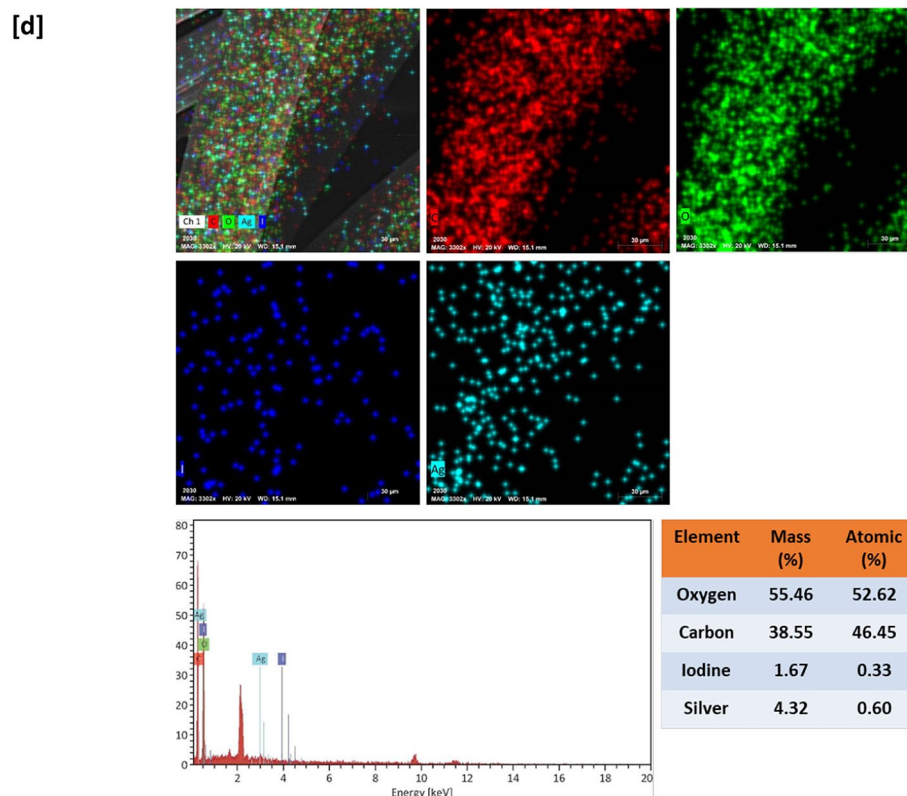 [d]
Ch 1 C O Ag I
2030
MAG: 3302x HV: 20 kV WD: 15.1 mm
30 µm
C
2030
MAG: 3302x HV: 20 kV WD: 15.1 mm
30 µm
O
2030
MAG: 3302x HV: 20 kV WD: 15.1 mm
30 µm
I
2030
MAG: 3302x HV: 20 kV WD: 15.1 mm
30 µm
Ag
2030
MAG: 3302x HV: 20 kV WD: 15.1 mm
30 µm
80
70
60
50
40
30
20
10
0
Ag
I
O
C
Ag
I
2 4 6 8 10 12 14 16 18 20
Energy [keV]
Element Mass (%) Atomic (%)
Oxygen 55.46 52.62
Carbon 38.55 46.45
Iodine 1.67 0.33
Silver 4.32 0.60